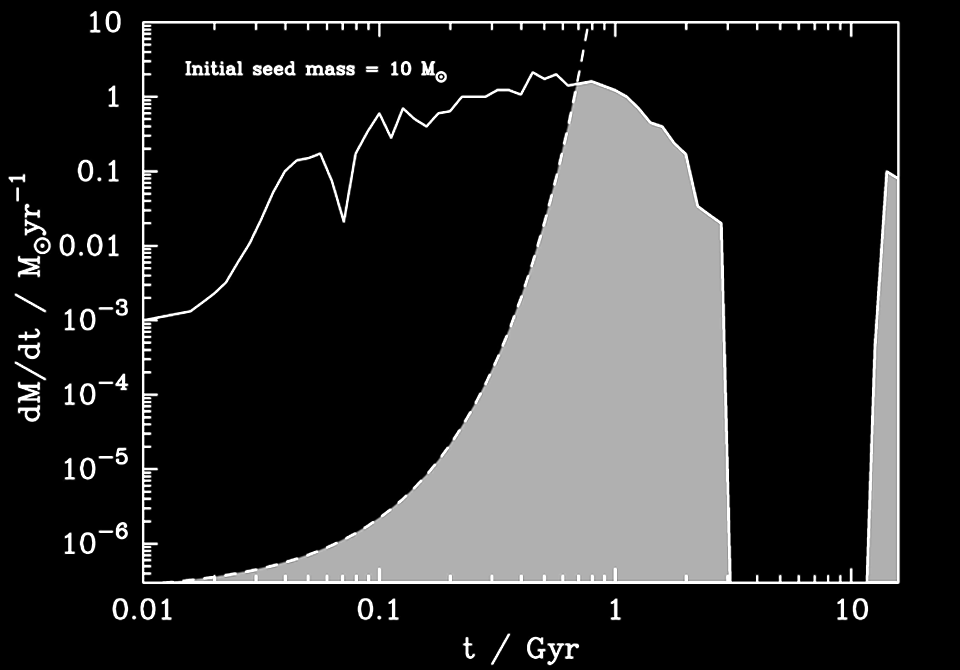 10
Initial seed mass = 10 M⊙
1
0.1
0.01
10⁻³
10⁻⁴
10⁻⁵
10⁻⁶
dM/dt / M⊙yr⁻¹
0.01 0.1 1 10
t / Gyr